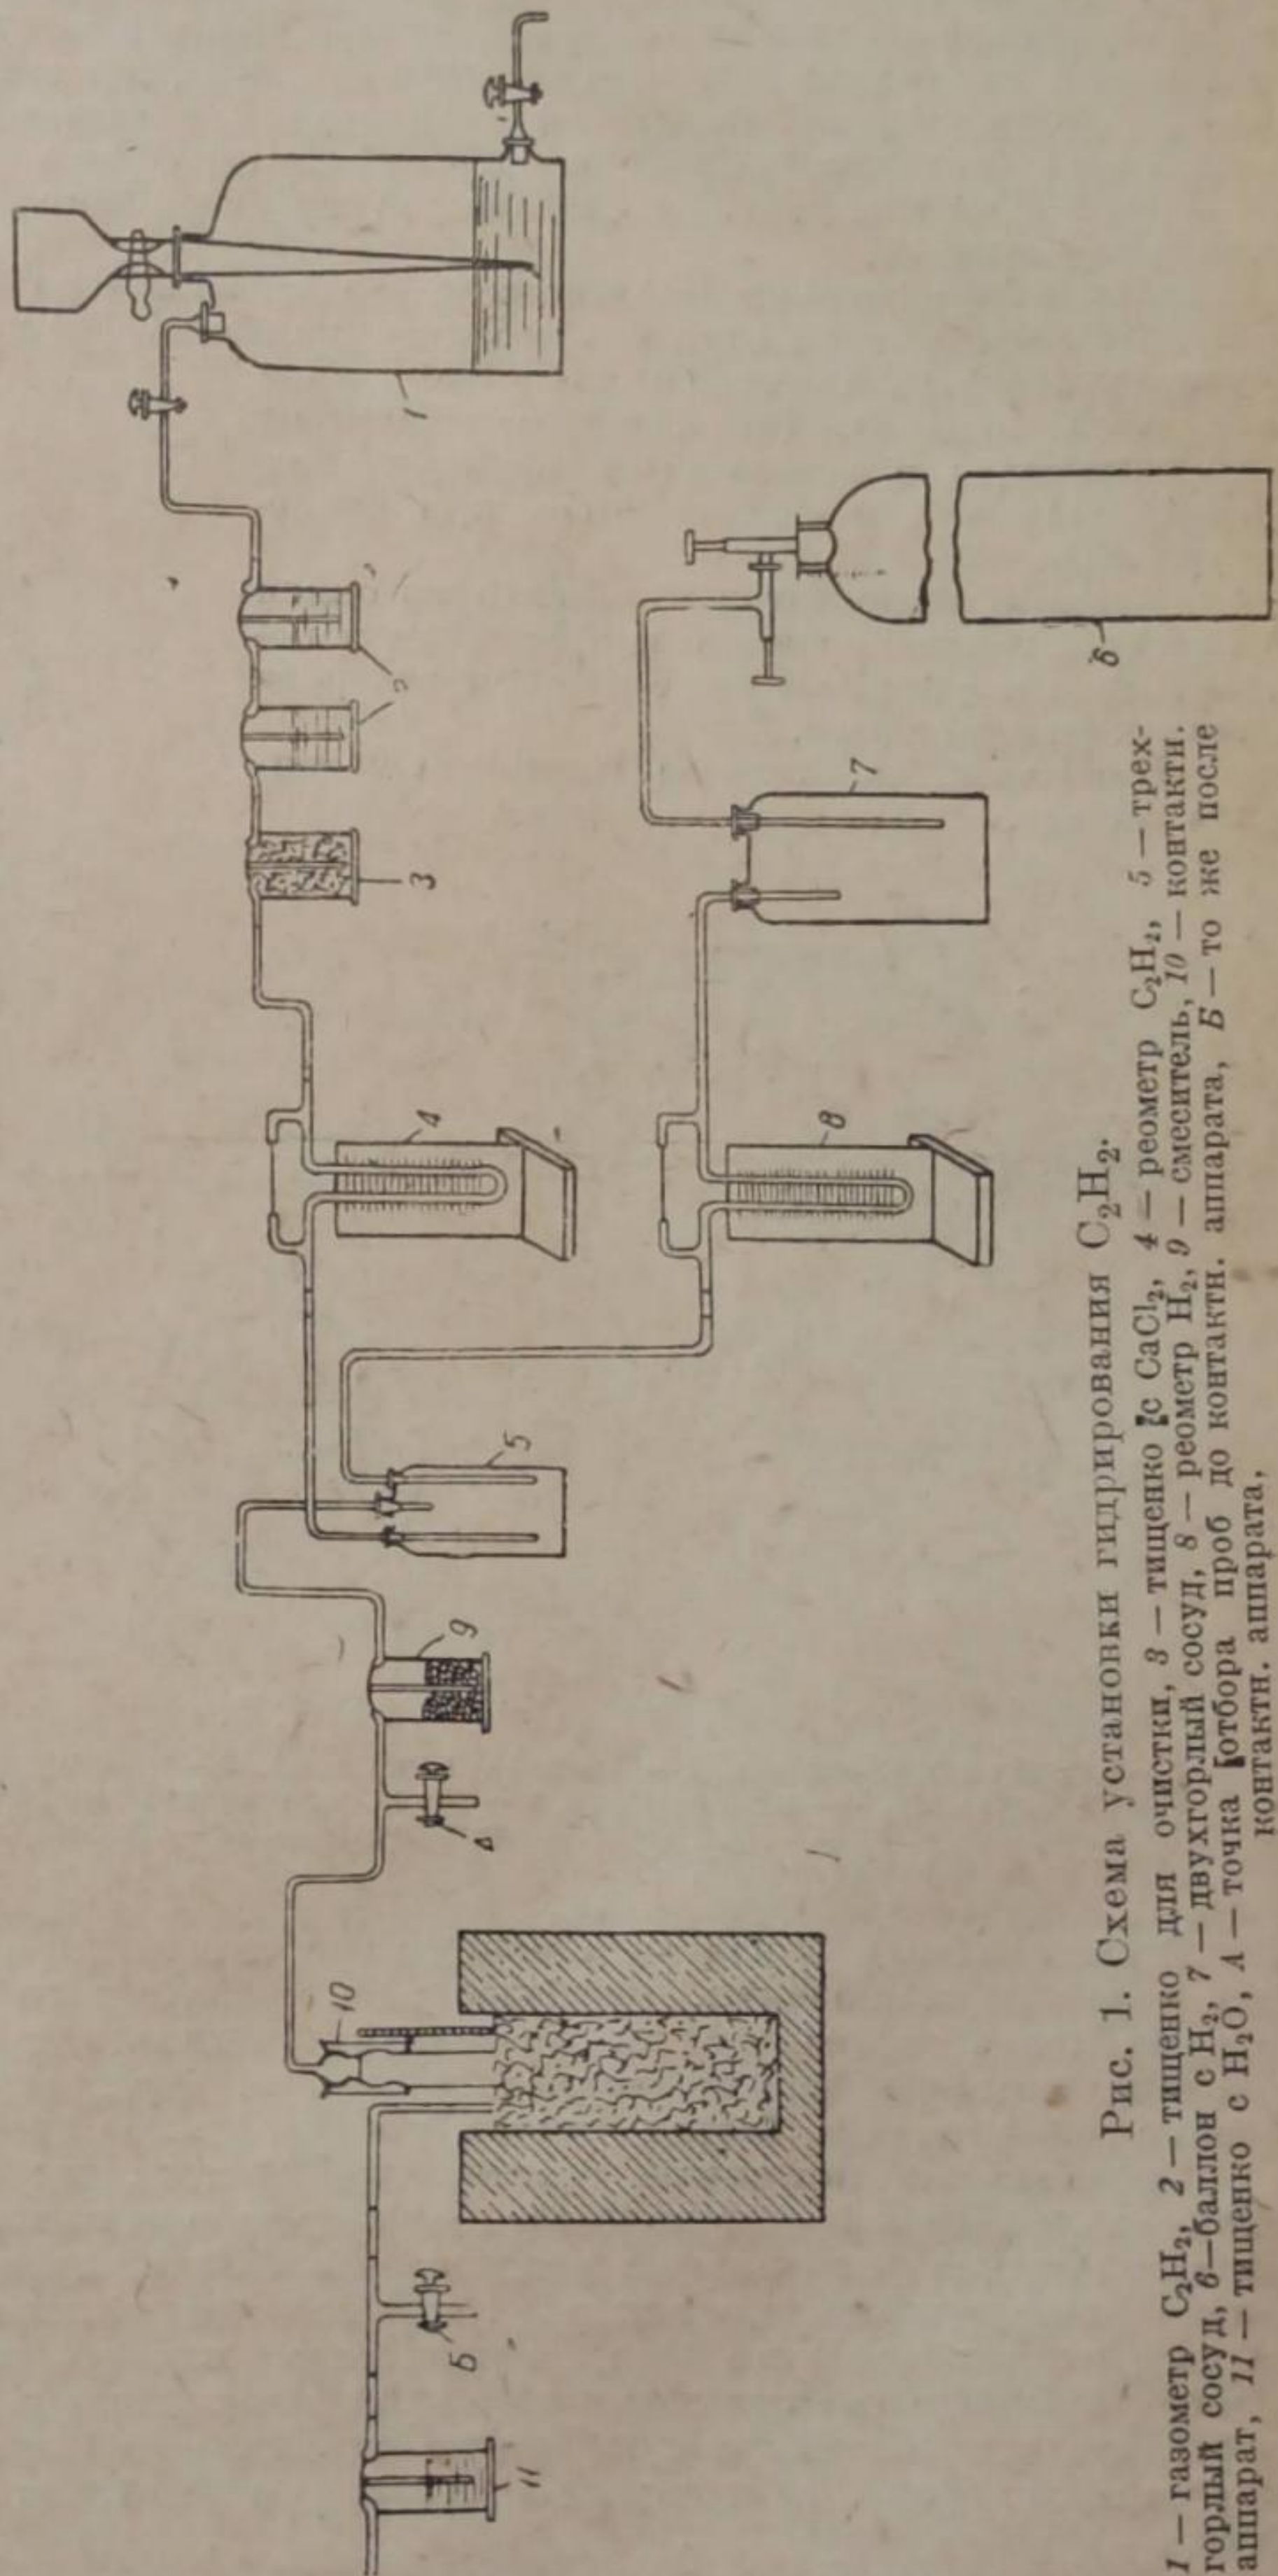 1
2
3
4
5
6
7
8
9
А
10
Б
11
Рис. 1. Схема установки гидрирования C₂H₂.
1 — газометр C₂H₂, 2 — тищенко для очистки, 3 — тищенко с CaCl₂, 4 — реометр C₂H₂, 5 — трех-
горлый сосуд, 6—баллон с H₂, 7 — двухгорлый сосуд, 8 — реометр H₂, 9 — смеситель, 10 — контактн.
аппарат, 11 — тищенко с H₂O, А — точка отбора проб до контактн. аппарата, Б — то же после
контактн. аппарата,